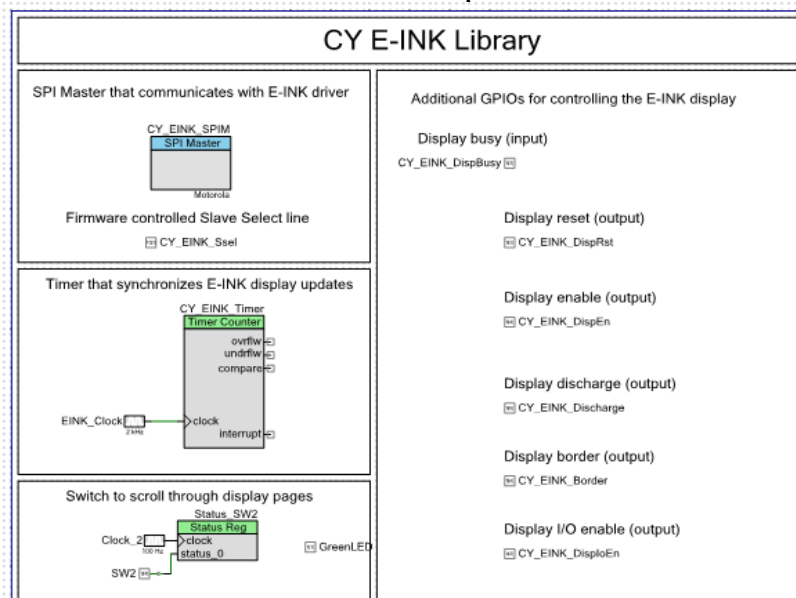 CY E-INK Library
SPI Master that communicates with E-INK driver
CY_EINK_SPIM
SPI Master
Motorola
Firmware controlled Slave Select line
CY_EINK_Ssel
Timer that synchronizes E-INK display updates
CY_EINK_Timer
Timer Counter
ovrflw
undrflw
compare
EINK_Clock
clock
2 kHz
interrupt
Switch to scroll through display pages
Status_SW2
Status Reg
Clock_2
clock
100 Hz
status_0
GreenLED
SW2
Additional GPIOs for controlling the E-INK display
Display busy (input)
CY_EINK_DispBusy
Display reset (output)
CY_EINK_DispRst
Display enable (output)
CY_EINK_DispEn
Display discharge (output)
CY_EINK_Discharge
Display border (output)
CY_EINK_Border
Display I/O enable (output)
CY_EINK_DispIoEn